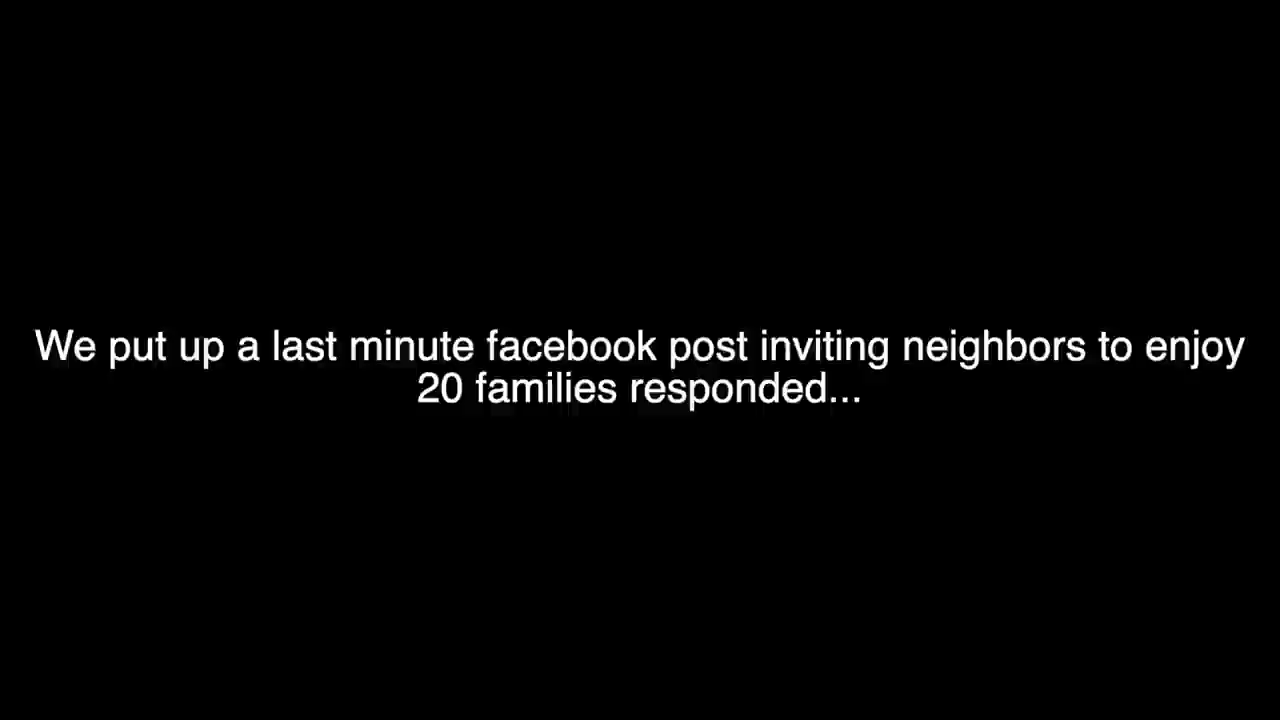 We put up a last minute facebook post inviting neighbors to enjoy
20 families responded...